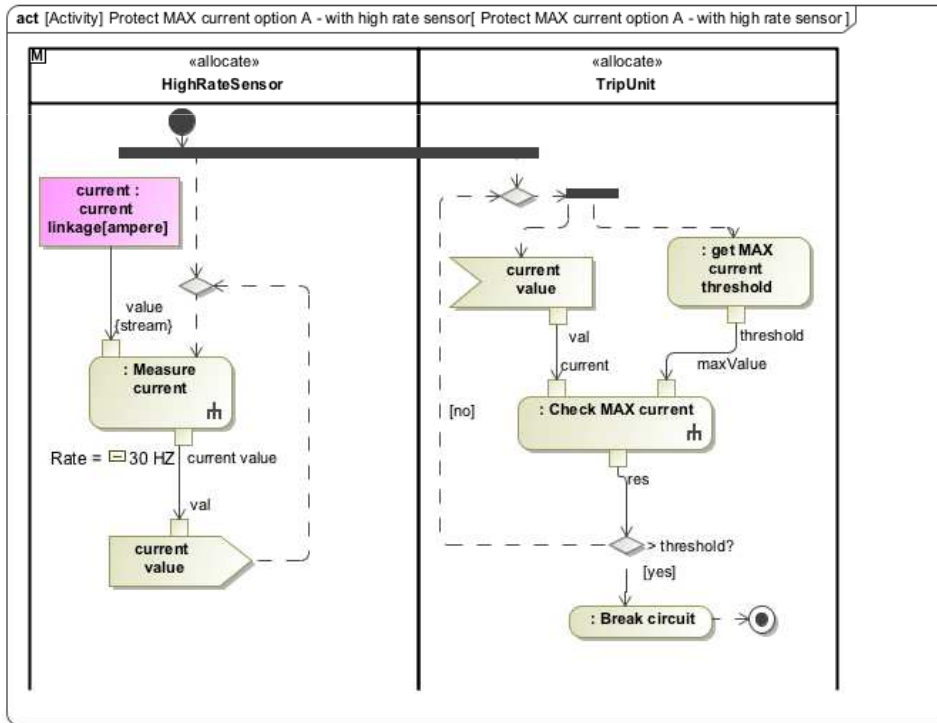 act [Activity] Protect MAX current option A - with high rate sensor[ Protect MAX current option A - with high rate sensor ]
M
«allocate»
HighRateSensor
«allocate»
TripUnit
current :
current
linkage[ampere]
value
{stream}
: Measure
current
Rate = 30 HZ
current value
val
current
value
current
value
: get MAX
current
threshold
val
threshold
current
maxValue
: Check MAX current
[no]
res
> threshold?
[yes]
: Break circuit